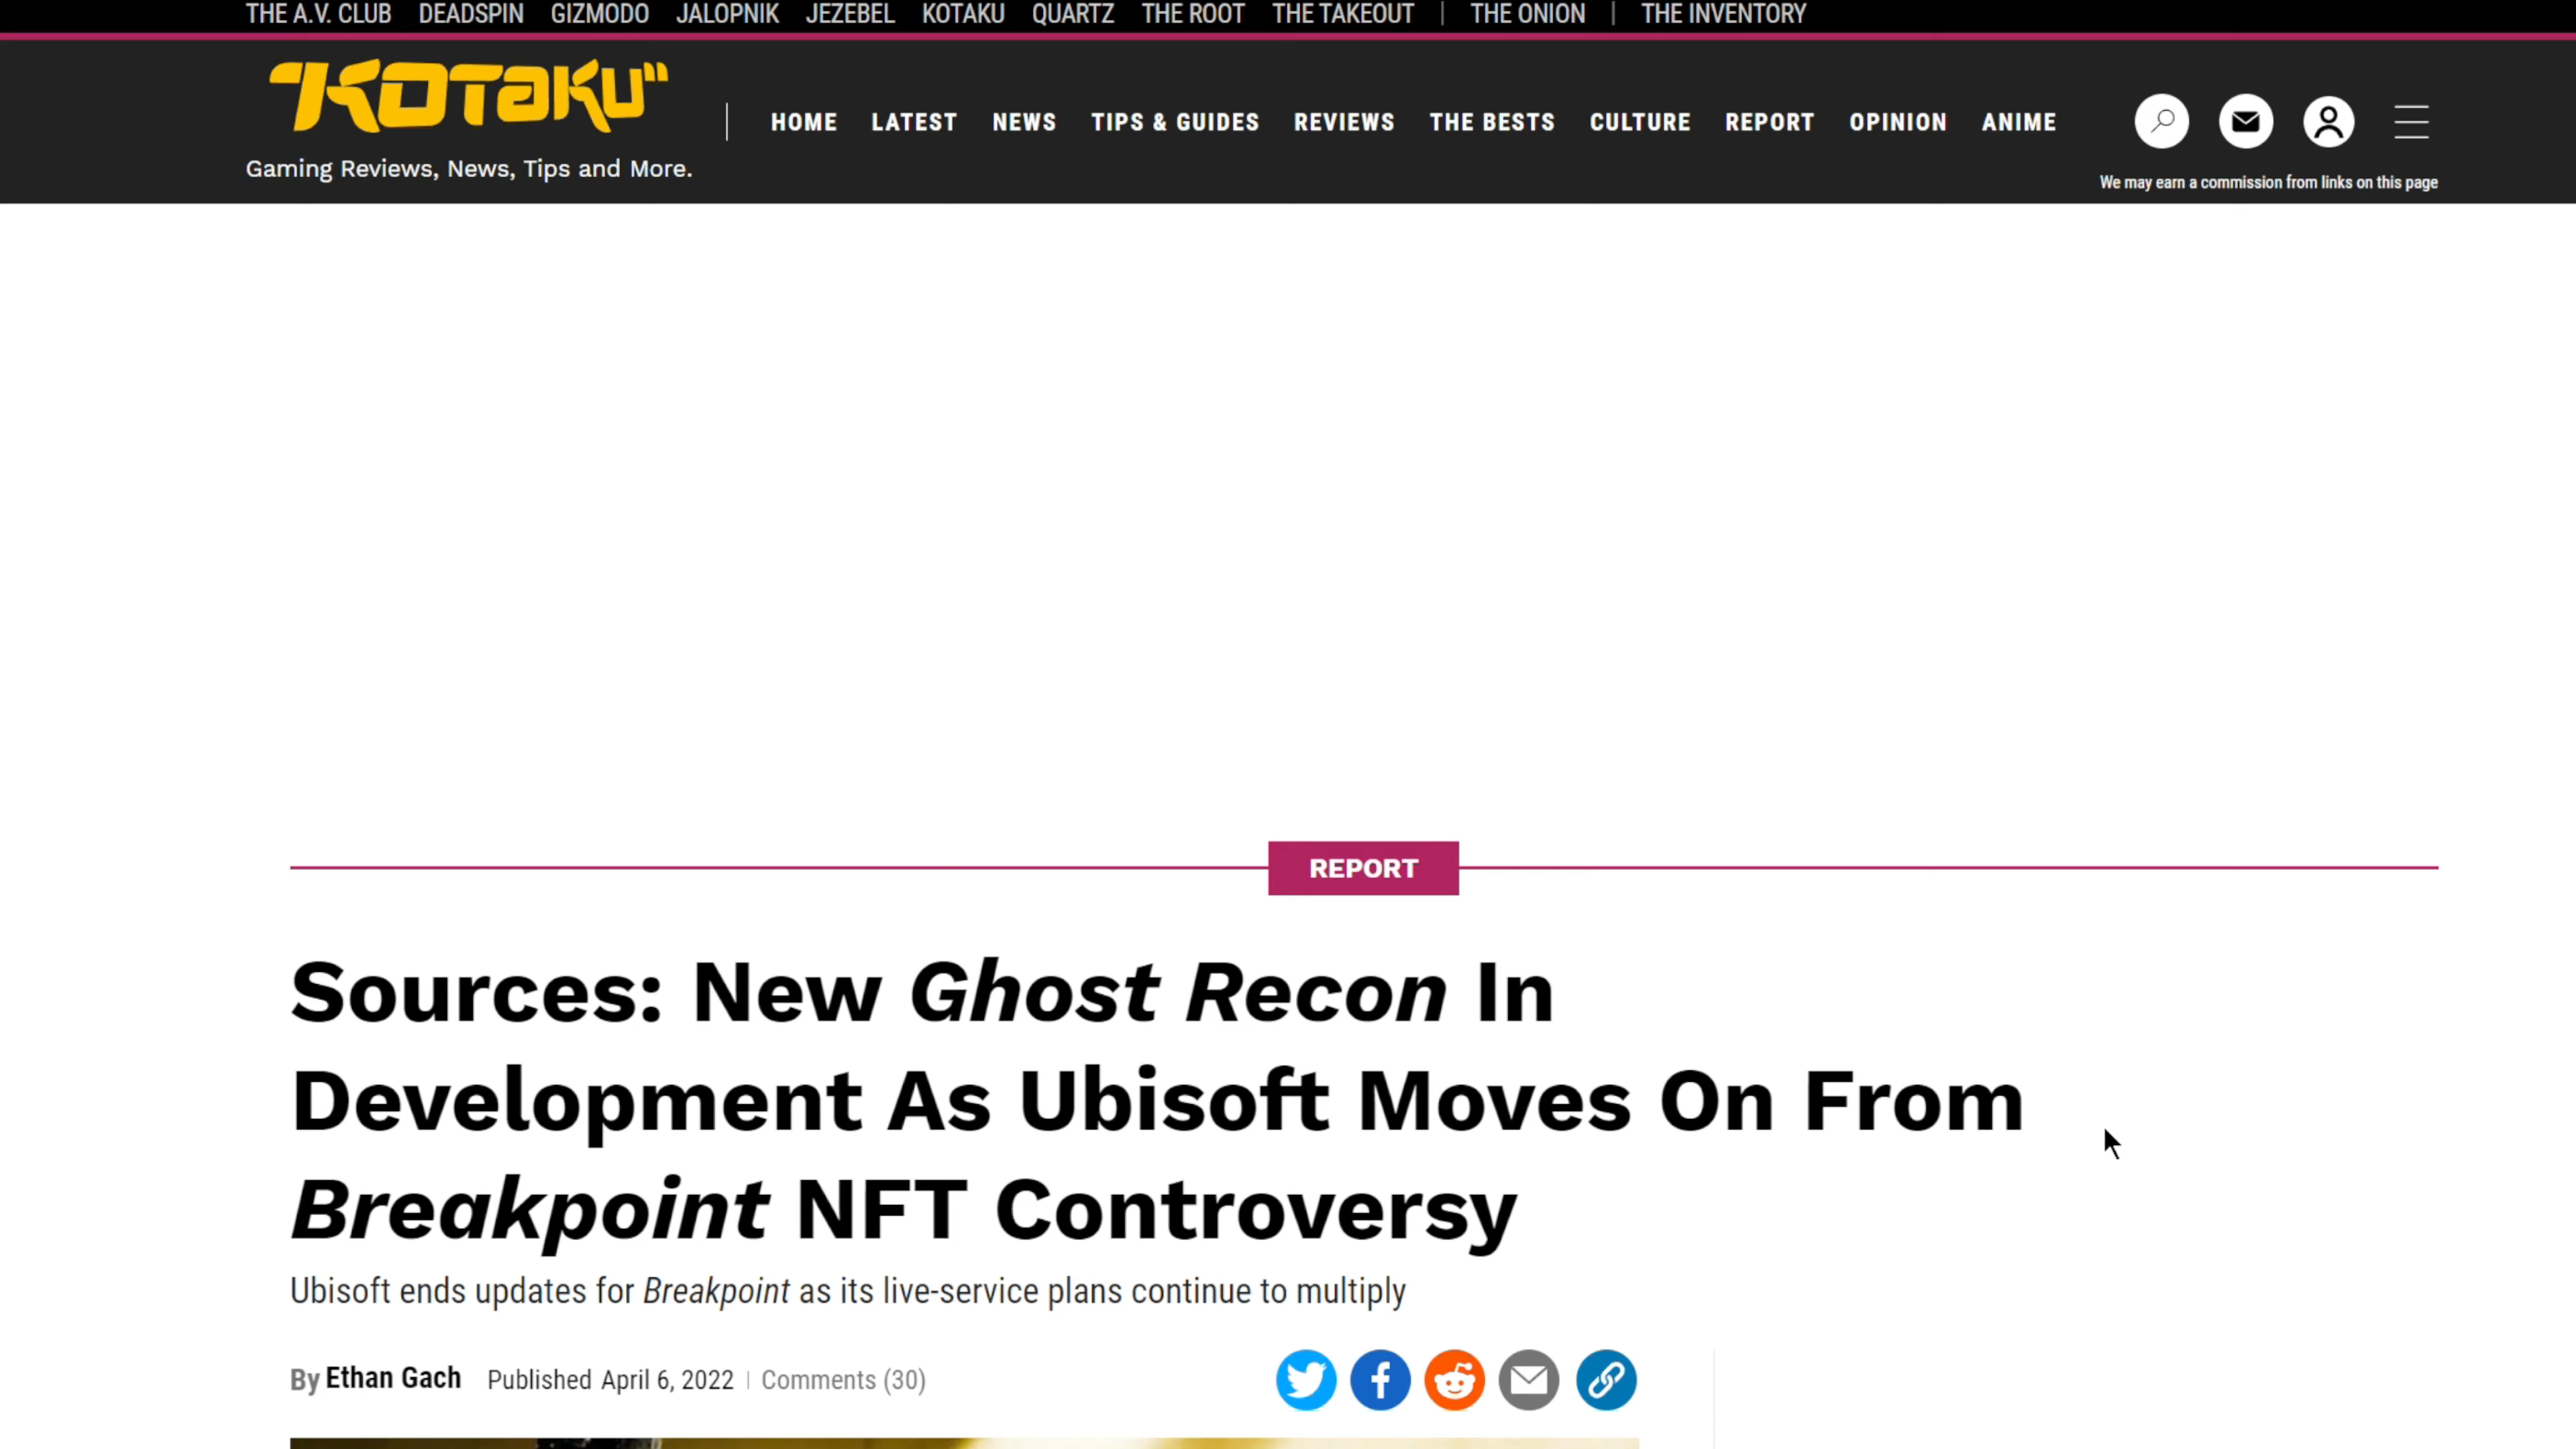 THE A.V. CLUB DEADSPIN GIZMODO JALOPNIK JEZEBEL KOTAKU QUARTZ THE ROOT THE TAKEOUT | THE ONION | THE INVENTORY
KOTAKU
HOME LATEST NEWS TIPS & GUIDES REVIEWS THE BESTS CULTURE REPORT OPINION ANIME
Gaming Reviews, News, Tips and More.
We may earn a commission from links on this page
REPORT
Sources: New Ghost Recon In
Development As Ubisoft Moves On From
Breakpoint NFT Controversy
Ubisoft ends updates for Breakpoint as its live-service plans continue to multiply
By Ethan Gach Published April 6, 2022 | Comments (30)